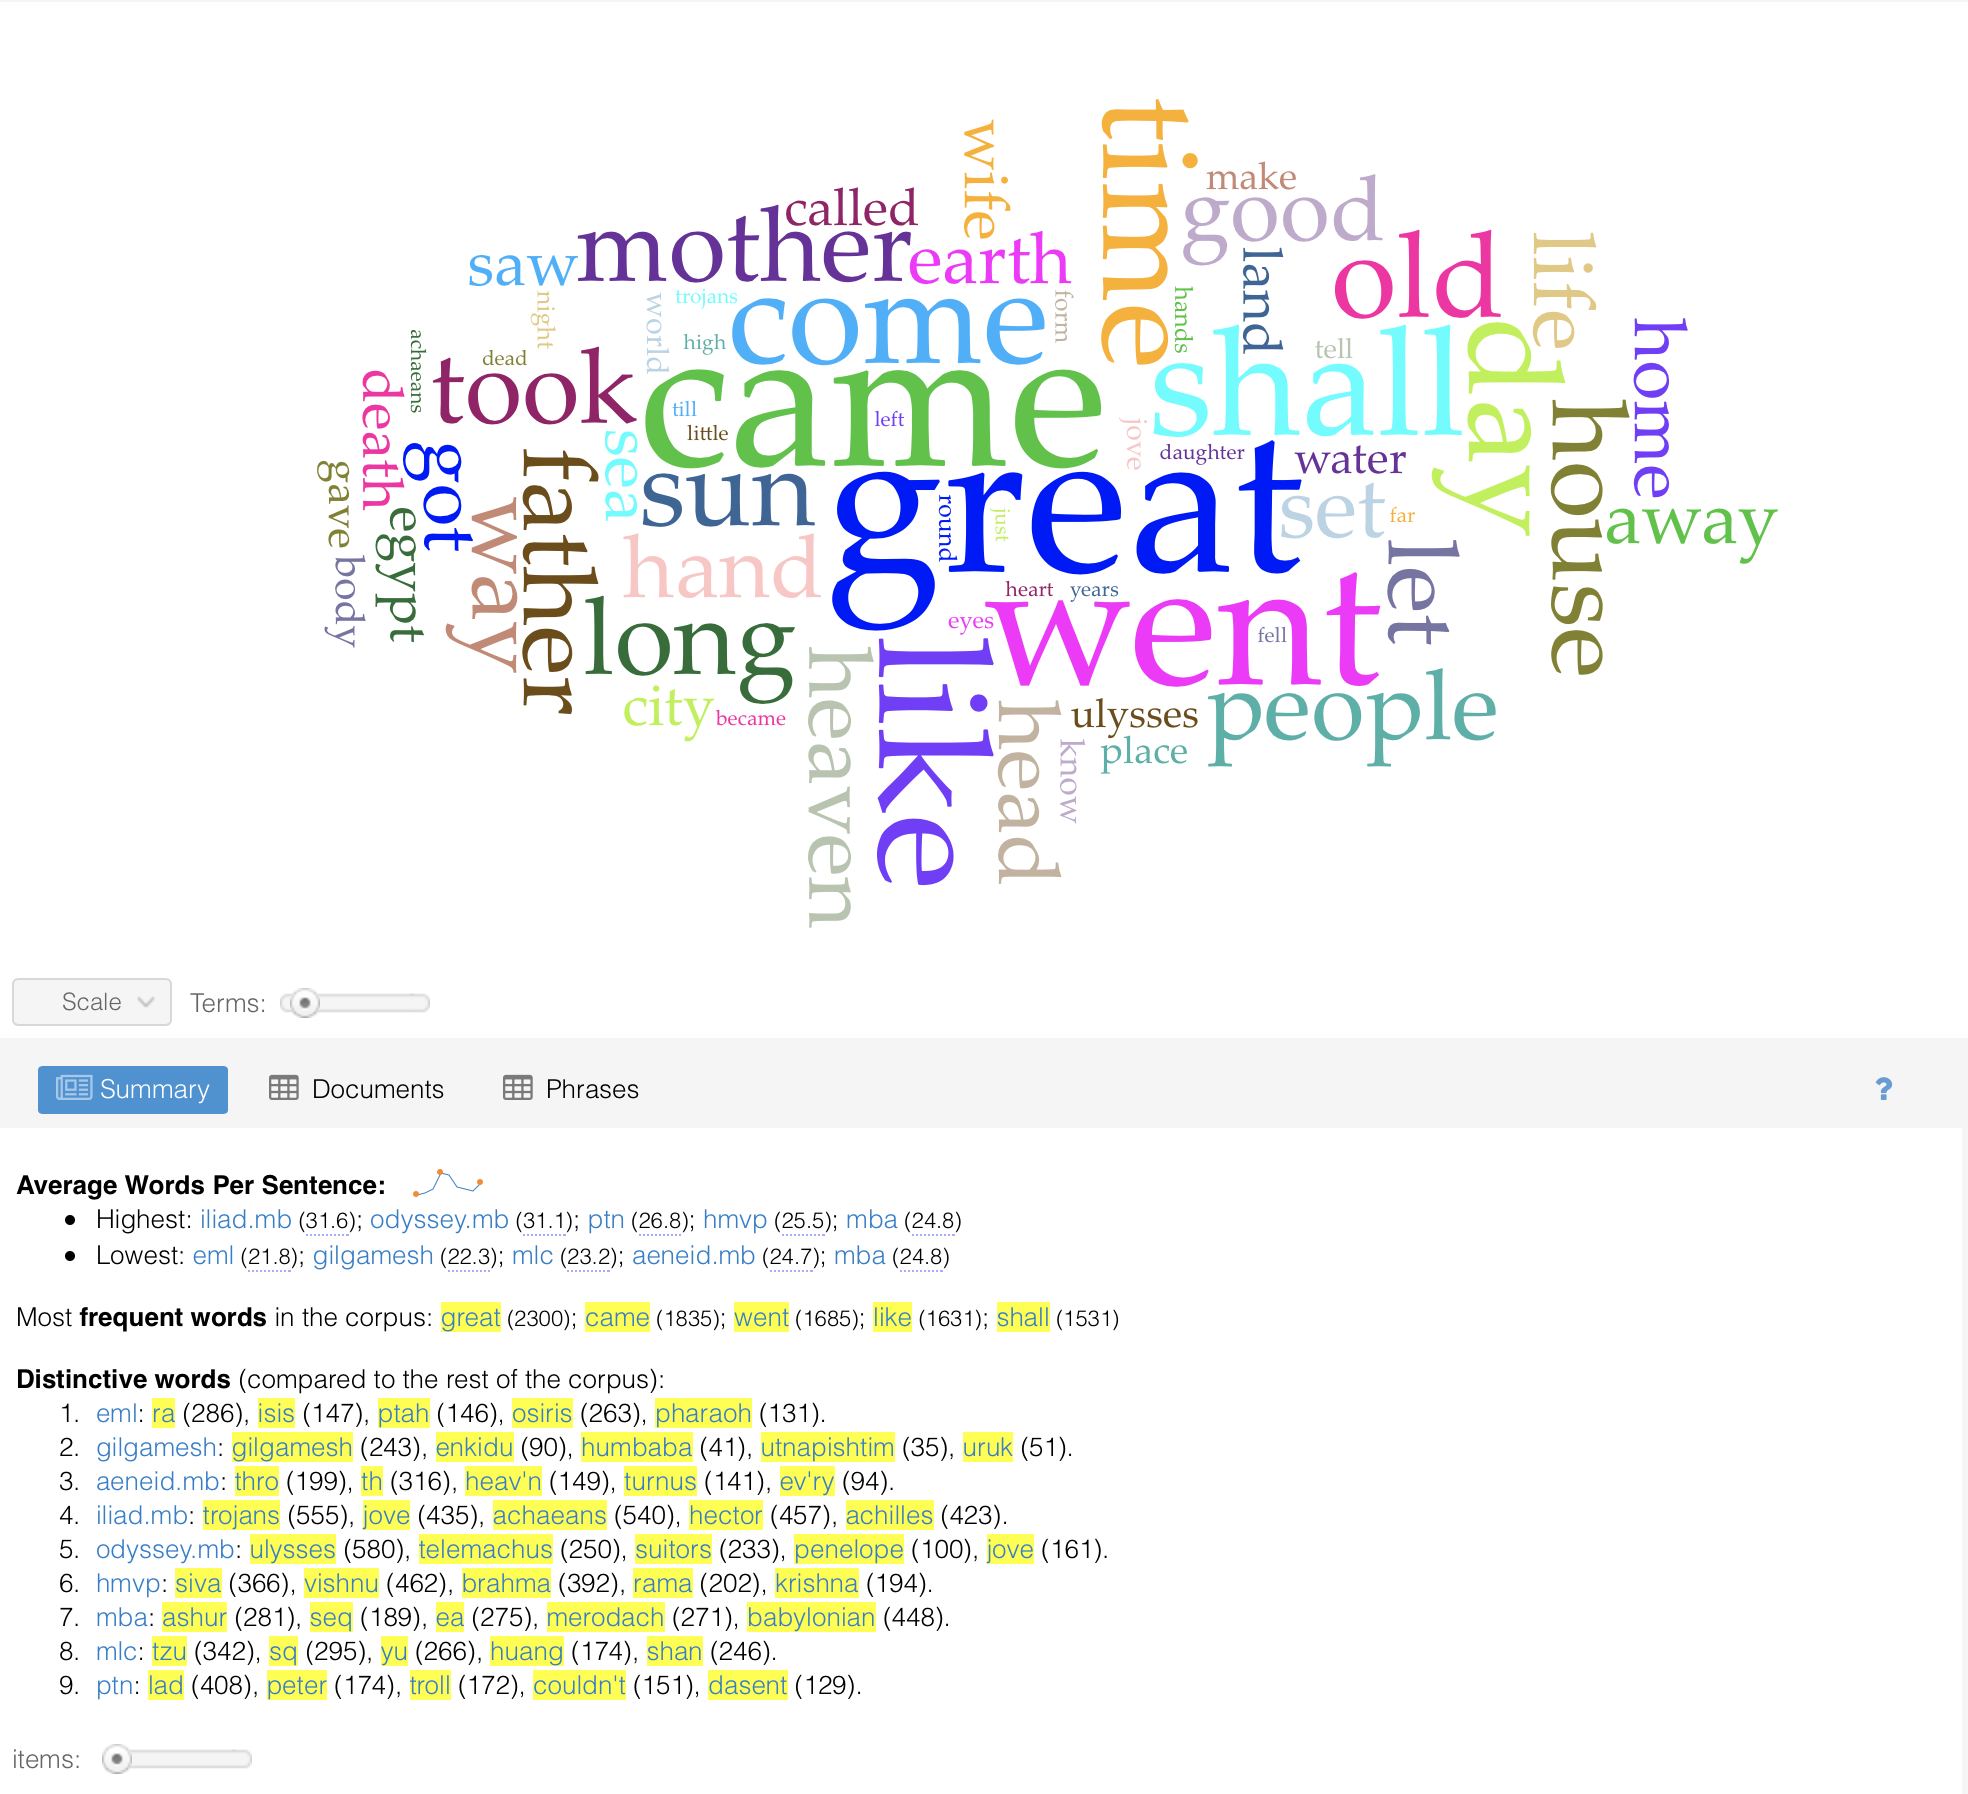 wife
time
make
called
good
mother
earth
saw
land
old
life
night
world
trojans
form
hands
come
high
tell
home
achaeans
dead
took
came
shall
day
death
till
little
left
jove
house
sea
daughter
water
got
father
sun
great
set
far
away
gave
egypt
way
round
just
let
body
hand
heart
years
went
long
eyes
fell
like
heaven
city
became
head
ulysses
people
place
know
Scale
Terms:
Summary Documents Phrases ?
Average Words Per Sentence:
• Highest: iliad.mb (31.6); odyssey.mb (31.1); ptn (26.8); hmvp (25.5); mba (24.8)
• Lowest: eml (21.8); gilgamesh (22.3); mlc (23.2); aeneid.mb (24.7); mba (24.8)
Most frequent words in the corpus: great (2300); came (1835); went (1685); like (1631); shall (1531)
Distinctive words (compared to the rest of the corpus):
1. eml: ra (286), isis (147), ptah (146), osiris (263), pharaoh (131).
2. gilgamesh: gilgamesh (243), enkidu (90), humbaba (41), utnapishtim (35), uruk (51).
3. aeneid.mb: thro (199), th (316), heav'n (149), turnus (141), ev'ry (94).
4. iliad.mb: trojans (555), jove (435), achaeans (540), hector (457), achilles (423).
5. odyssey.mb: ulysses (580), telemachus (250), suitors (233), penelope (100), jove (161).
6. hmvp: siva (366), vishnu (462), brahma (392), rama (202), krishna (194).
7. mba: ashur (281), seq (189), ea (275), merodach (271), babylonian (448).
8. mlc: tzu (342), sq (295), yu (266), huang (174), shan (246).
9. ptn: lad (408), peter (174), troll (172), couldn't (151), dasent (129).
items: